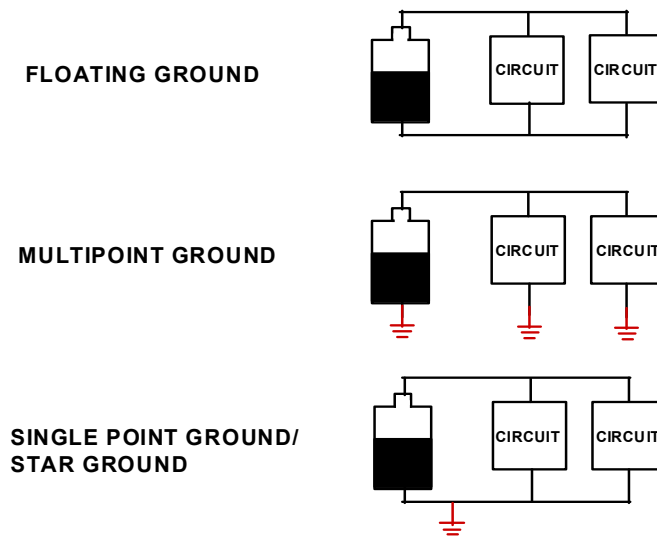 FLOATING GROUND
CIRCUIT
CIRCUIT
MULTIPOINT GROUND
CIRCUIT
CIRCUIT
SINGLE POINT GROUND/
STAR GROUND
CIRCUIT
CIRCUIT